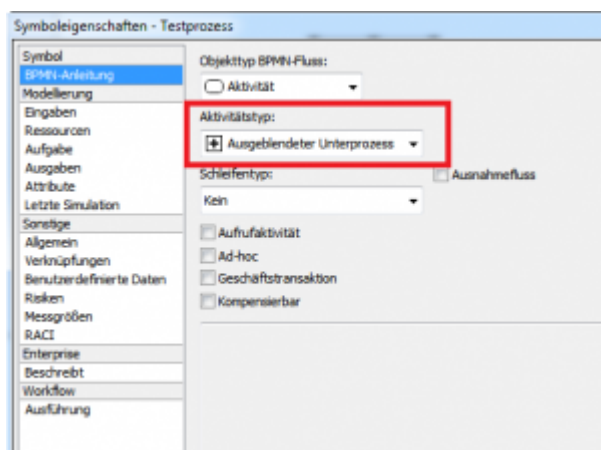 Symboleigenschaften - Testprozess
Symbol
BPMN-Anleitung
Modellierung
Eingaben
Ressourcen
Aufgabe
Ausgaben
Attribute
Letzte Simulation
Sonstige
Allgemein
Verknüpfungen
Benutzerdefinierte Daten
Risiken
Messgrößen
RACI
Enterprise
Beschreibt
Workflow
Ausführung
Objekttyp BPMN-Fluss:
Aktivität
Aktivitätstyp:
Ausgeblendeter Unterprozess
Schleifentyp:
Ausnahmefluss
Kein
Aufrufaktivität
Ad-hoc
Geschäftstransaktion
Kompensierbar